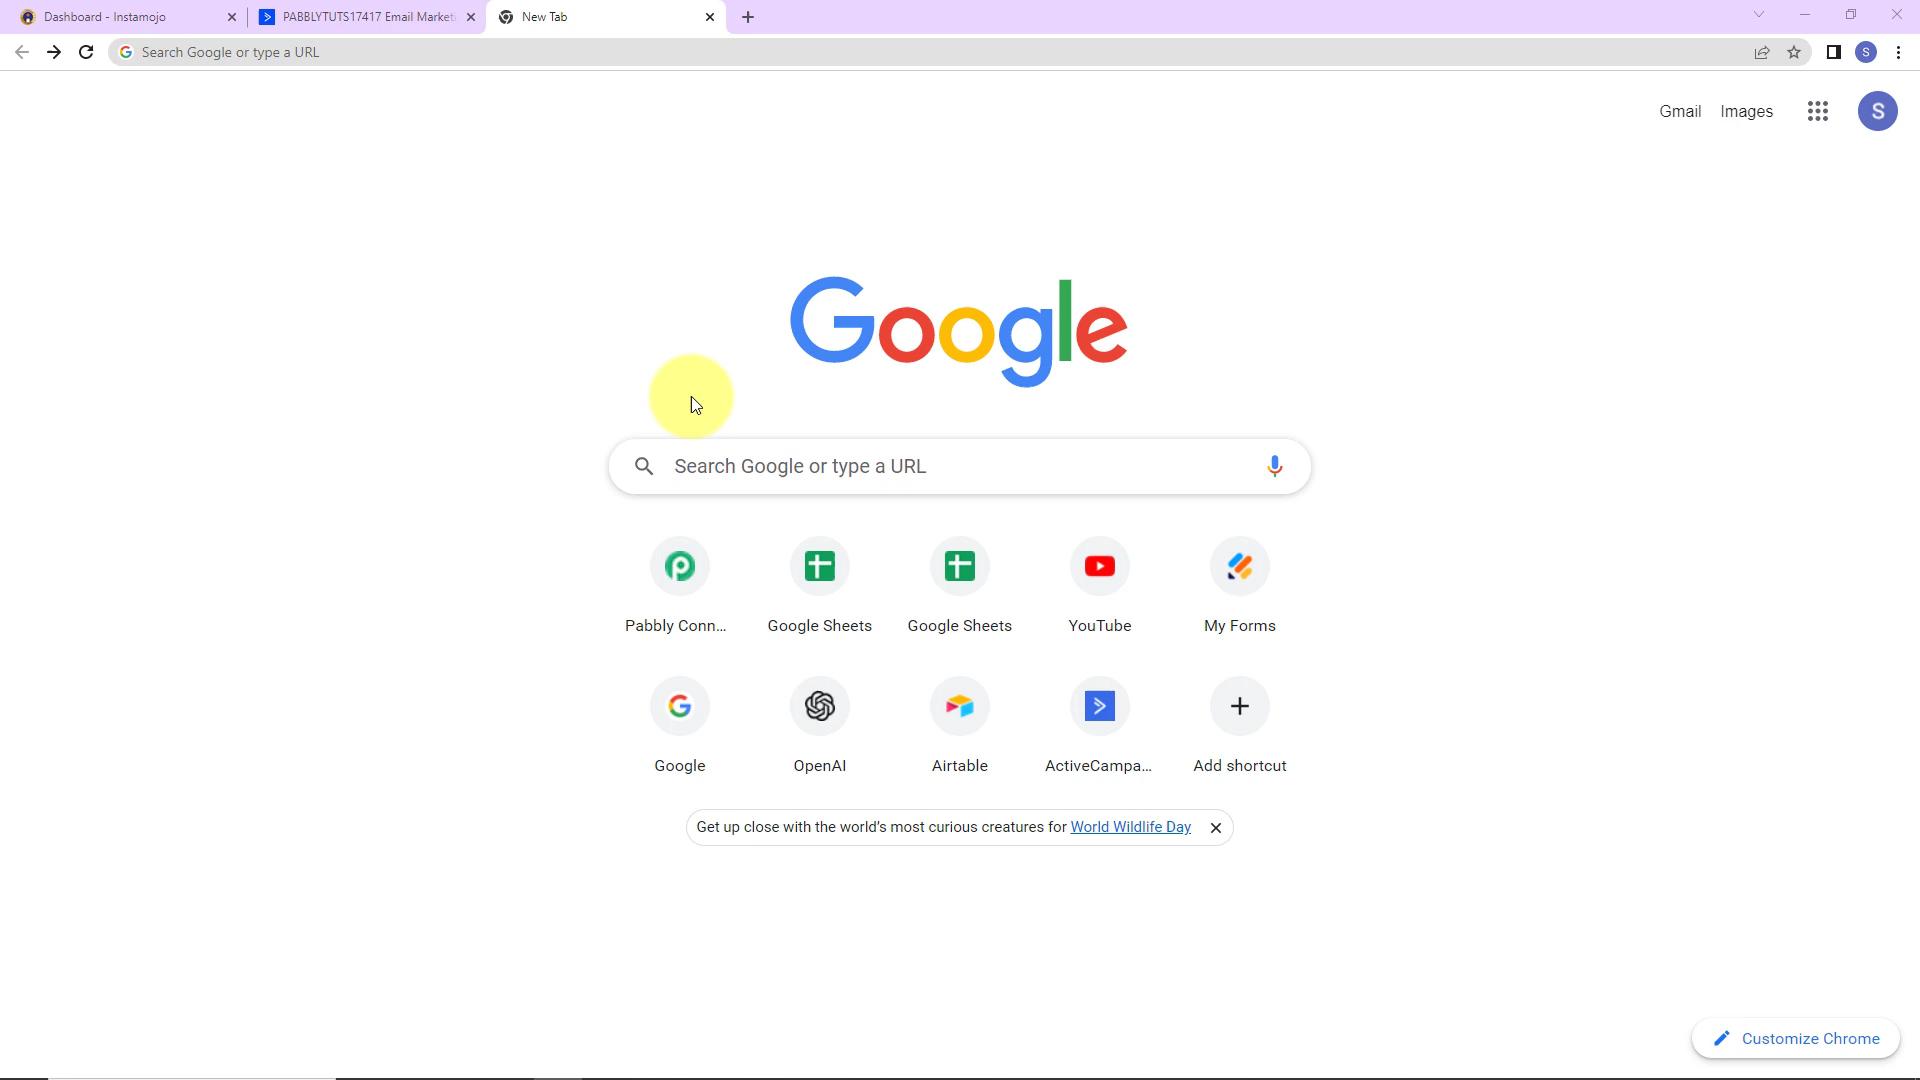 Dashboard - Instamojo
PABBLYTUTS17417 Email Marketi
New Tab
Search Google or type a URL
S
Gmail
Images
S
Google
Search Google or type a URL
Pabbly Conn...
Google Sheets
Google Sheets
YouTube
My Forms
Google
OpenAI
Airtable
ActiveCampa...
Add shortcut
Get up close with the world's most curious creatures for World Wildlife Day
Customize Chrome